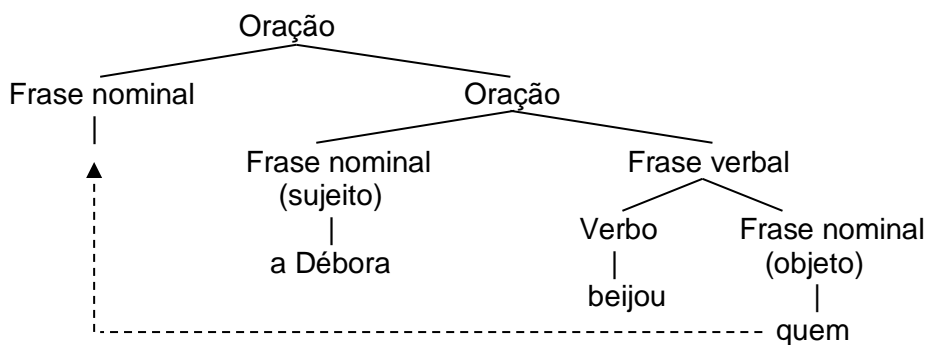 Oração
Frase nominal Oração
Frase nominal Frase verbal
(sujeito)
Verbo Frase nominal
a Débora (objeto)
beijou
quem